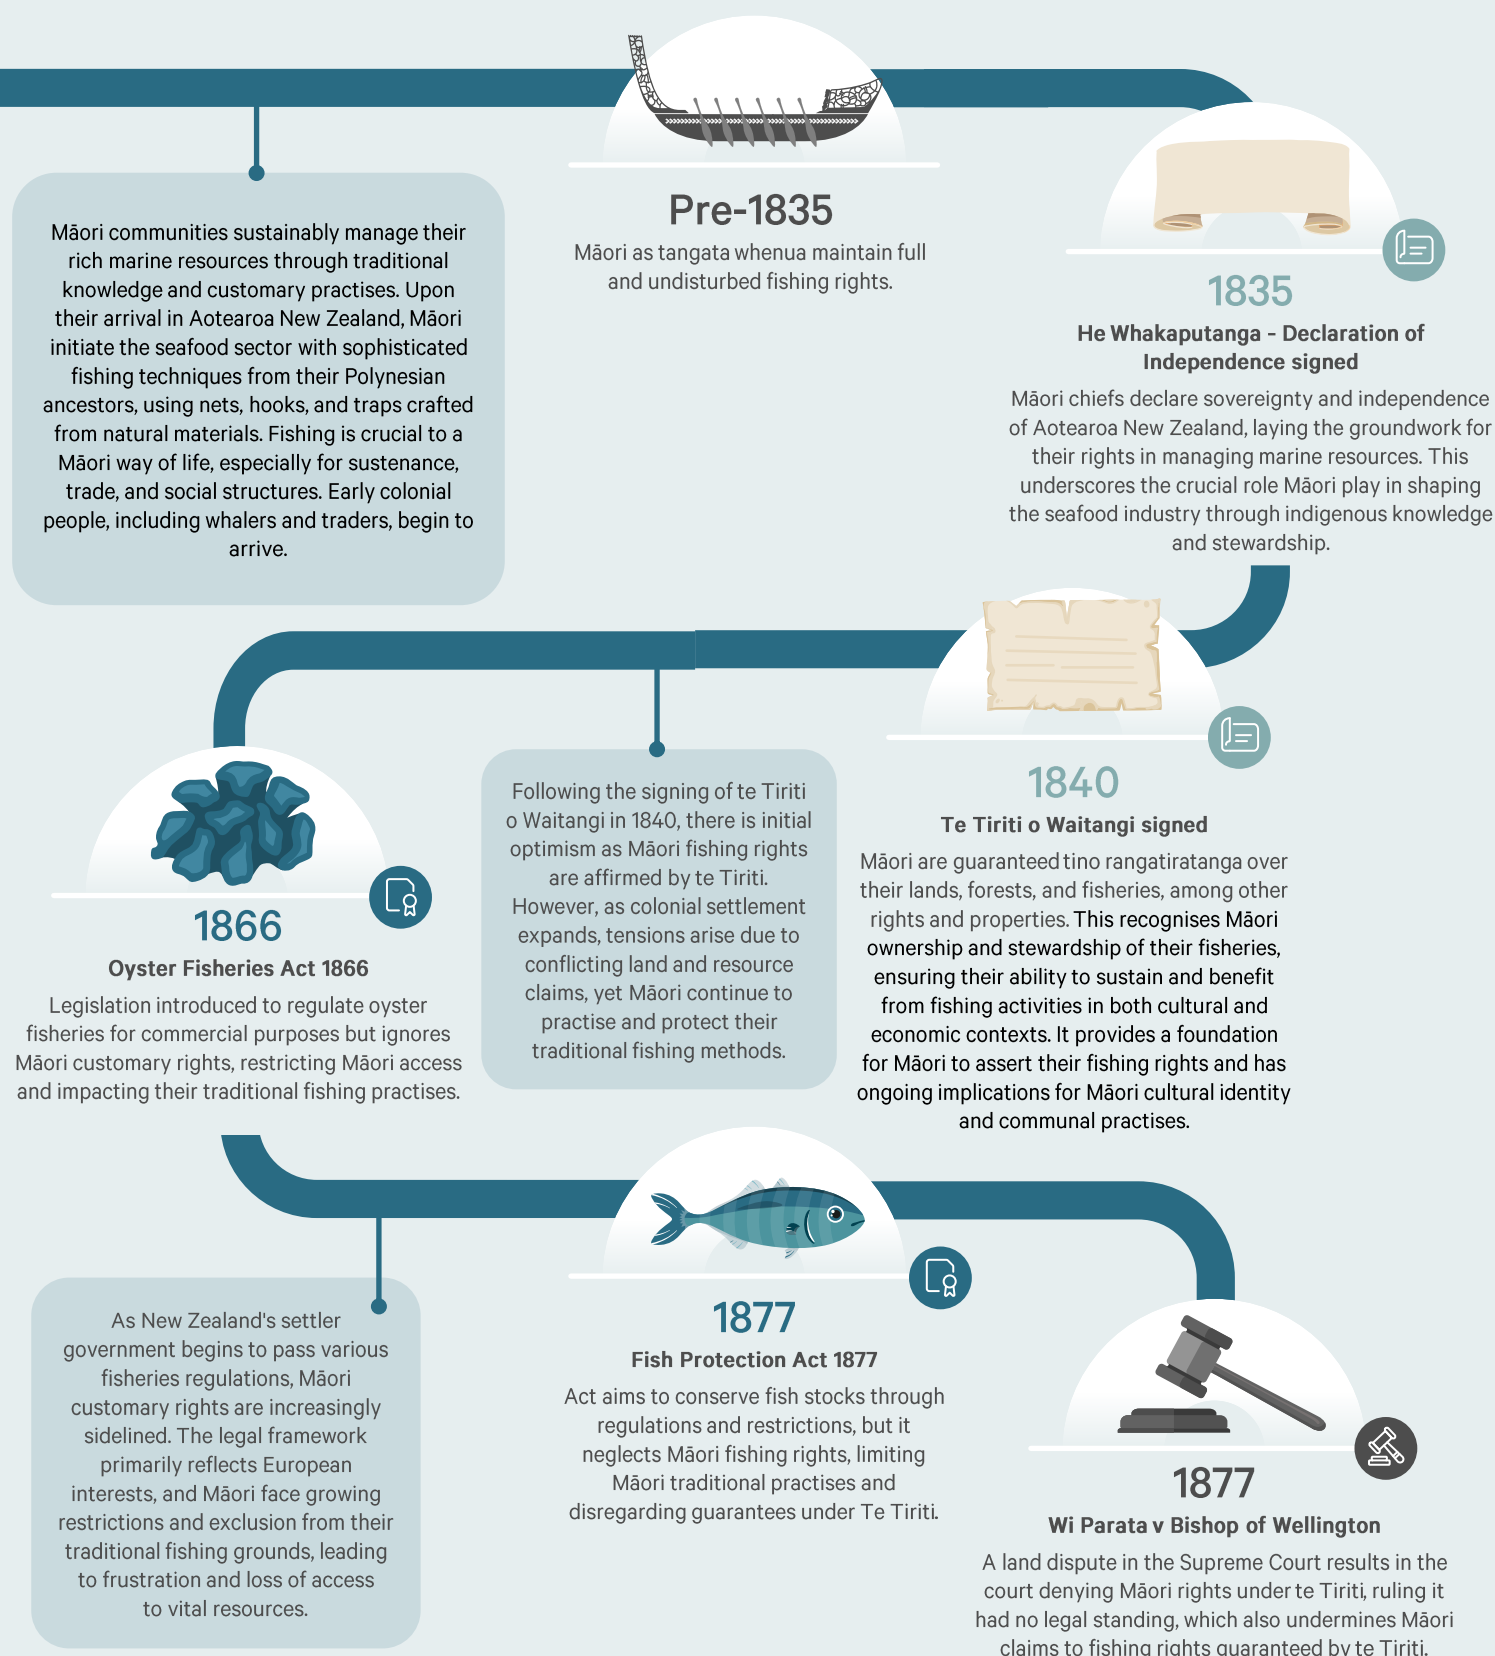 Māori communities sustainably manage their
rich marine resources through traditional
knowledge and customary practises. Upon
their arrival in Aotearoa New Zealand, Māori
initiate the seafood sector with sophisticated
fishing techniques from their Polynesian
ancestors, using nets, hooks, and traps crafted
from natural materials. Fishing is crucial to a
Māori way of life, especially for sustenance,
trade, and social structures. Early colonial
people, including whalers and traders, begin to
arrive.
Pre-1835
Māori as tangata whenua maintain full
and undisturbed fishing rights.
1835
He Whakaputanga - Declaration of
Independence signed
Māori chiefs declare sovereignty and independence
of Aotearoa New Zealand, laying the groundwork for
their rights in managing marine resources. This
underscores the crucial role Māori play in shaping
the seafood industry through indigenous knowledge
and stewardship.
1840
Te Tiriti o Waitangi signed
Māori are guaranteed tino rangatiratanga over
their lands, forests, and fisheries, among other
rights and properties. This recognises Māori
ownership and stewardship of their fisheries,
ensuring their ability to sustain and benefit
from fishing activities in both cultural and
economic contexts. It provides a foundation
for Māori to assert their fishing rights and has
ongoing implications for Māori cultural identity
and communal practises.
Following the signing of te Tiriti
o Waitangi in 1840, there is initial
optimism as Māori fishing rights
are affirmed by te Tiriti.
However, as colonial settlement
expands, tensions arise due to
conflicting land and resource
claims, yet Māori continue to
practise and protect their
traditional fishing methods.
1866
Oyster Fisheries Act 1866
Legislation introduced to regulate oyster
fisheries for commercial purposes but ignores
Māori customary rights, restricting Māori access
and impacting their traditional fishing practises.
As New Zealand's settler
government begins to pass various
fisheries regulations, Māori
customary rights are increasingly
sidelined. The legal framework
primarily reflects European
interests, and Māori face growing
restrictions and exclusion from their
traditional fishing grounds, leading
to frustration and loss of access
to vital resources.
1877
Fish Protection Act 1877
Act aims to conserve fish stocks through
regulations and restrictions, but it
neglects Māori fishing rights, limiting
Māori traditional practises and
disregarding guarantees under Te Tiriti.
1877
Wi Parata v Bishop of Wellington
A land dispute in the Supreme Court results in the
court denying Māori rights under te Tiriti, ruling it
had no legal standing, which also undermines Māori
claims to fishing rights guaranteed by te Tiriti.